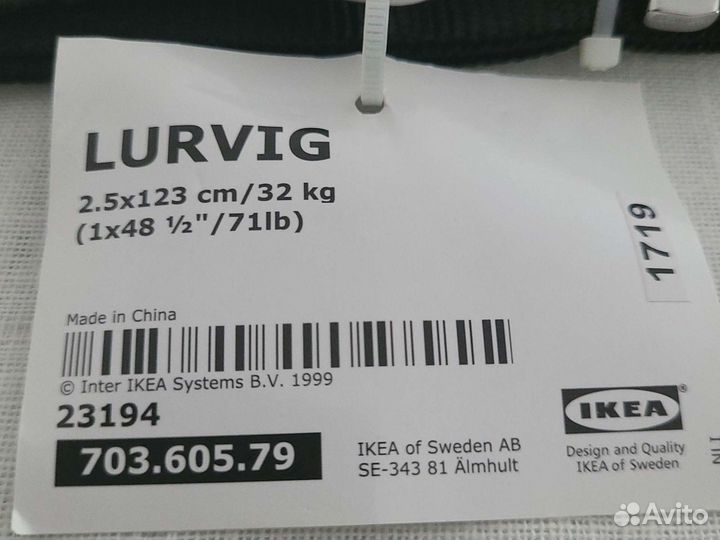 LURVIG
2.5x123 cm/32 kg
(1x48 ½"/71lb)
1719
Made in China
© Inter IKEA Systems B.V. 1999
23194
703.605.79
IKEA of Sweden AB
SE-343 81 Älmhult
IKEA®
Design and Quality
IKEA of Sweden
Avito